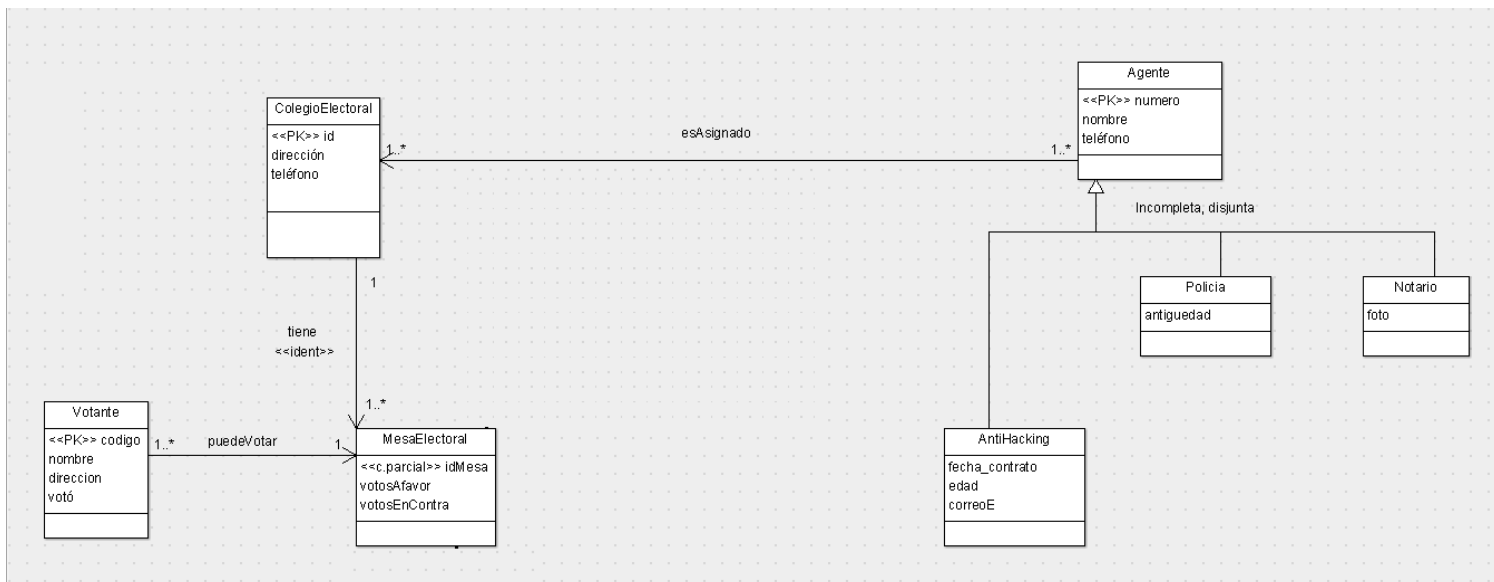 ColegioElectoral
<<PK>> id
dirección
teléfono
esAsignado
1..*
1..*
Agente
<<PK>> numero
nombre
teléfono
Incompleta, disjunta
Policia
antiguedad
Notario
foto
AntiHacking
fecha_contrato
edad
correoE
1
tiene
<<ident>>
1..*
Votante
<<PK>> codigo
nombre
direccion
votó
1..*
puedeVotar
1
MesaElectoral
<<c.parcial>> idMesa
votosAfavor
votosEnContra